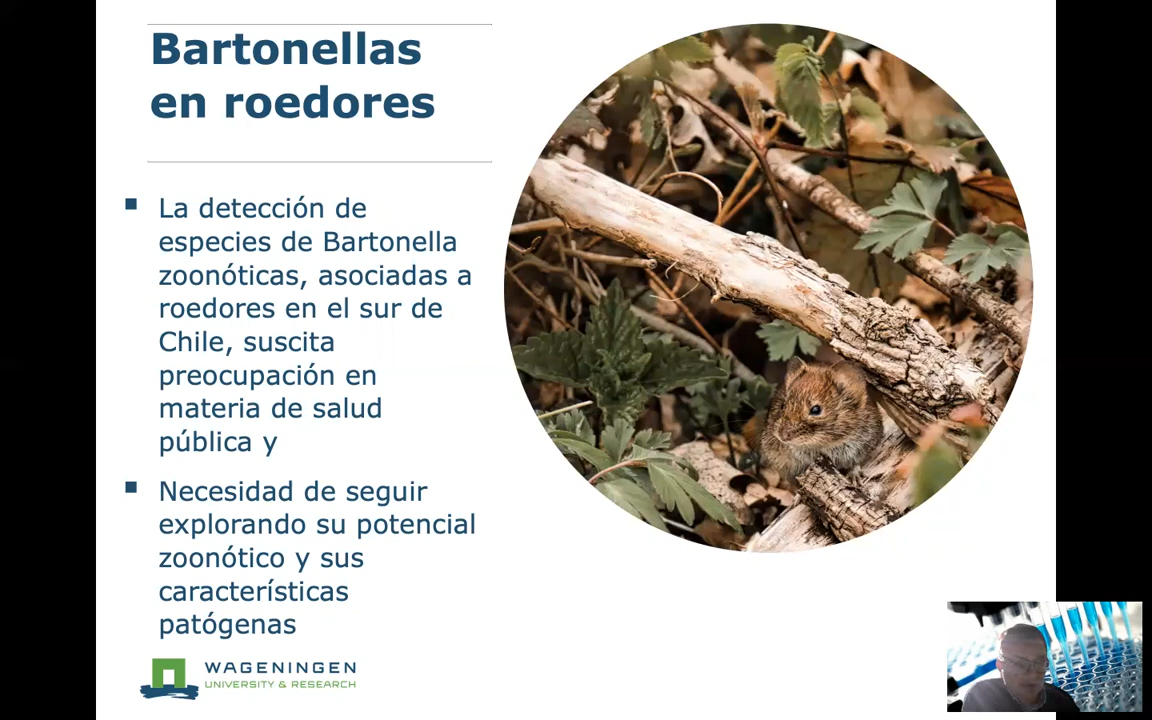 Bartonellas
en roedores
La detección de
especies de Bartonella
zoonóticas, asociadas a
roedores en el sur de
Chile, suscita
preocupación en
materia de salud
pública y
Necesidad de seguir
explorando su potencial
zoonótico y sus
características
patógenas
WAGENINGEN
UNIVERSITY & RESEARCH